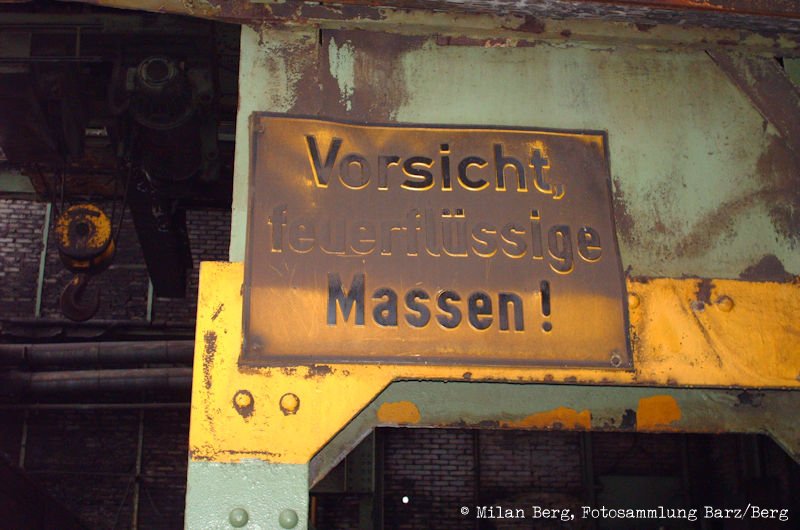 Vorsicht,
feuerflüssige
Massen!
© Milan Berg, Fotosammlung Barz/Berg